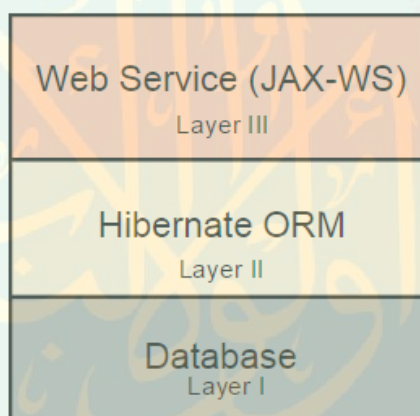 Web Service (JAX-WS)
Layer III
Hibernate ORM
Layer II
Database
Layer I